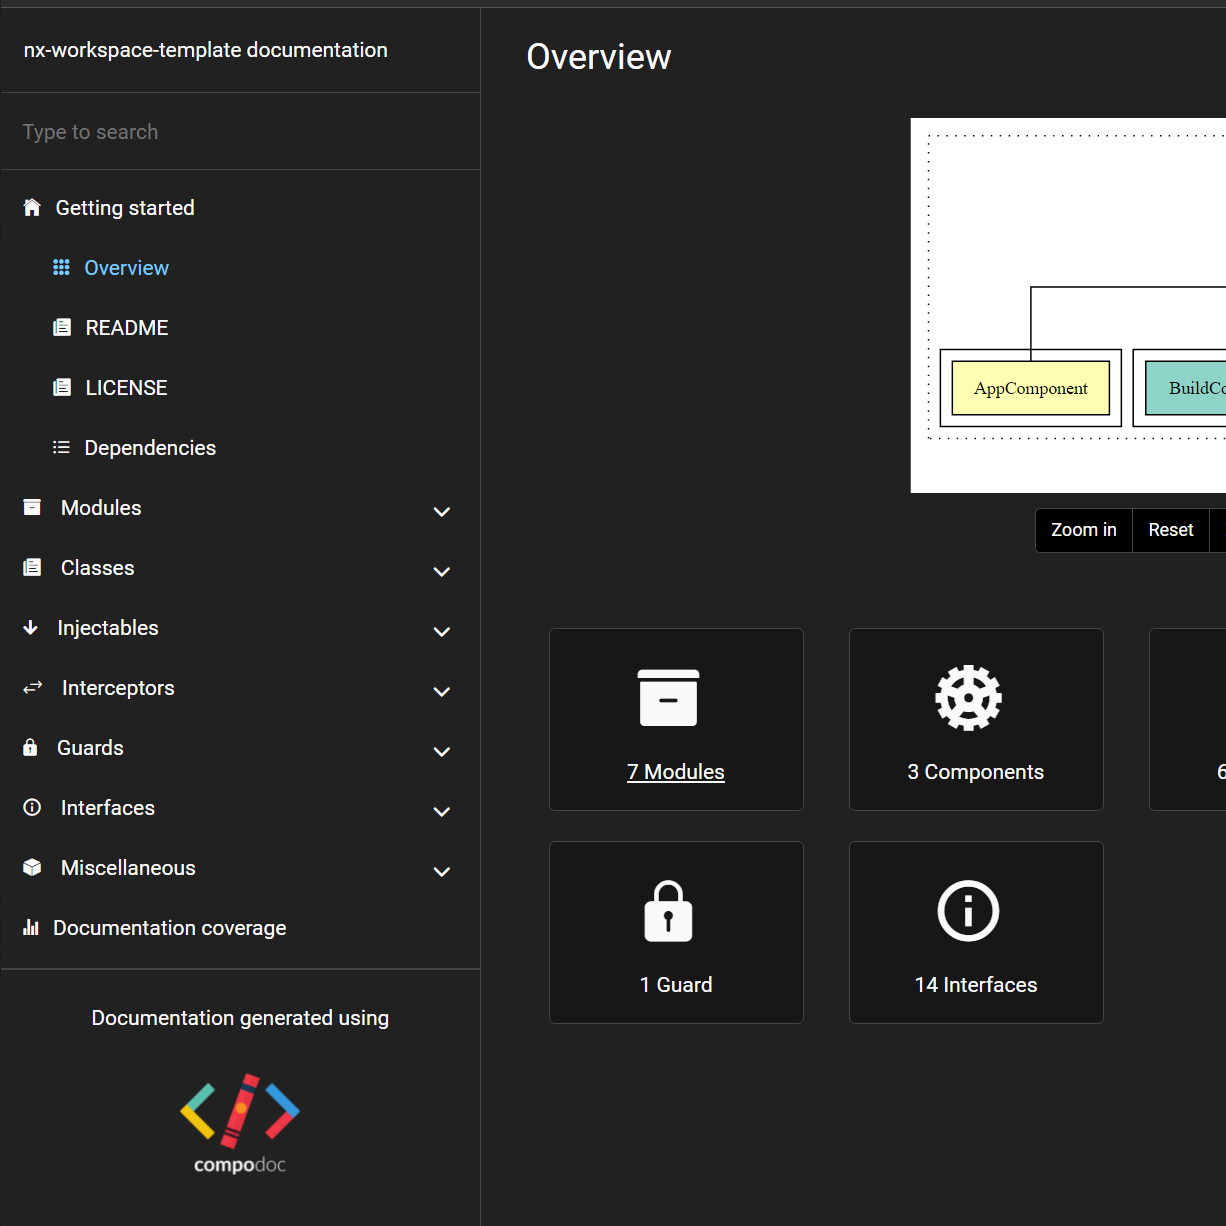 nx-workspace-template documentation
Type to search
Getting started
Overview
README
LICENSE
Dependencies
Modules
Classes
Injectables
Interceptors
Guards
Interfaces
Miscellaneous
Documentation coverage
Documentation generated using
compodoc
Overview
AppComponent
BuildCo
Zoom in
Reset
7 Modules
3 Components
6
1 Guard
14 Interfaces